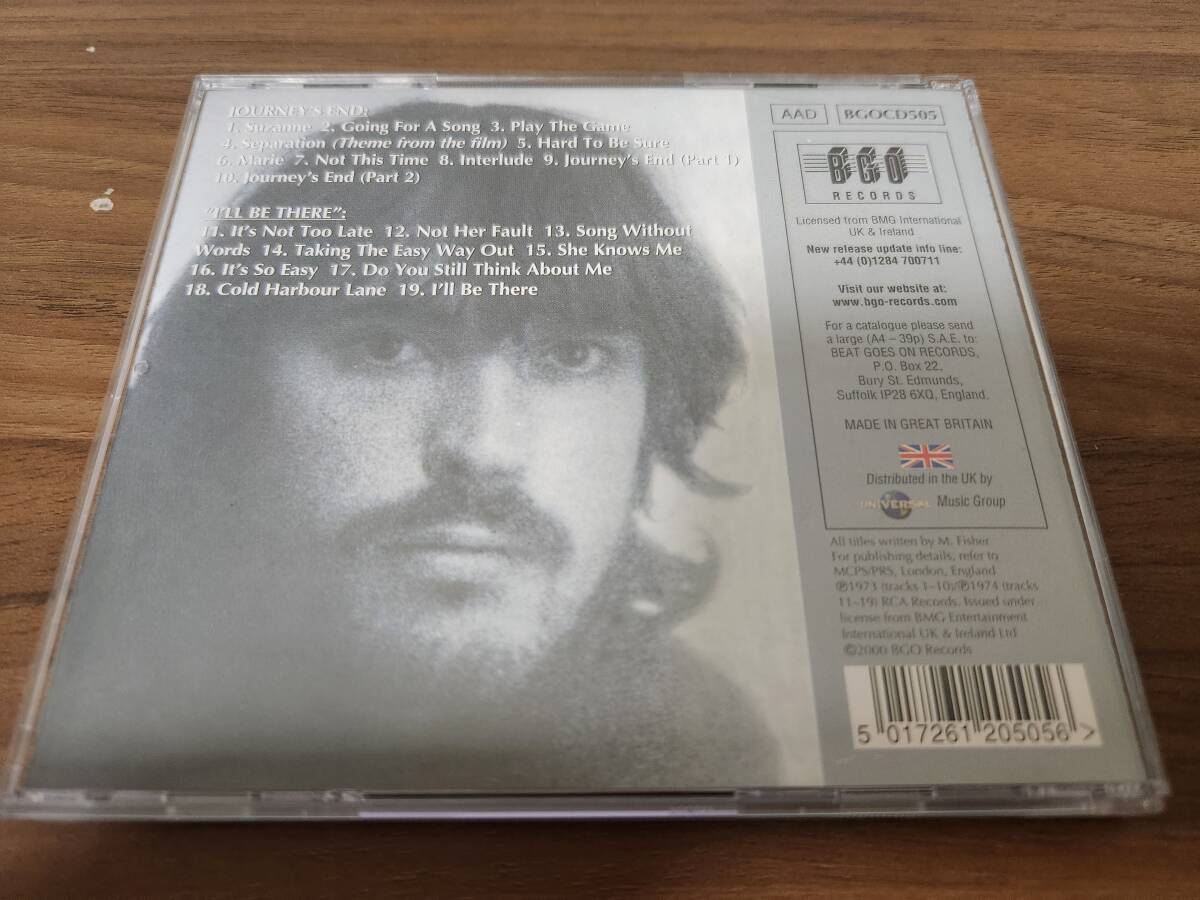 JOURNEY'S END:
1. Suzanne 2. Going For A Song 3. Play The Game
4. Separation (Theme from the film) 5. Hard To Be Sure
6. Marie 7. Not This Time 8. Interlude 9. Journey's End (Part 1)
10. Journey's End (Part 2)
"I'LL BE THERE":
11. It's Not Too Late 12. Not Her Fault 13. Song Without
Words 14. Taking The Easy Way Out 15. She Knows Me
16. It's So Easy 17. Do You Still Think About Me
18. Cold Harbour Lane 19. I'll Be There
AAD BGOCD505
BGO
RECORDS
Licensed from BMG International
UK & Ireland
New release update info line:
+44 (0)1284 700711
Visit our website at:
www.bgo-records.com
For a catalogue please send
a large (A4 – 39p) S.A.E. to:
BEAT GOES ON RECORDS,
P.O. Box 22,
Bury St. Edmunds,
Suffolk IP28 6XQ, England.
MADE IN GREAT BRITAIN
Distributed in the UK by
UNIVERSAL Music Group
All titles written by M. Fisher
For publishing details, refer to
MCPS/PRS, London, England
℗1973 (tracks 1–10)/℗1974 (tracks
11–19) RCA Records. Issued under
license from BMG Entertainment
International UK & Ireland Ltd
©2000 BGO Records
5 017261 205056 >